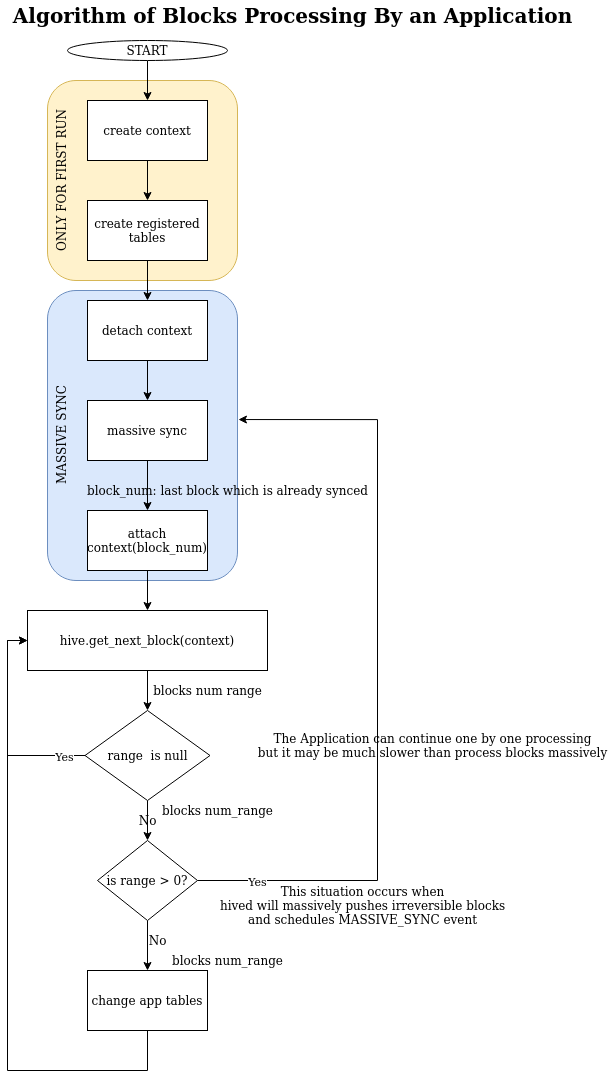 Algorithm of Blocks Processing By an Application
START
ONLY FOR FIRST RUN
create context
create registered
tables
MASSIVE SYNC
detach context
massive sync
block_num: last block which is already synced
attach
context(block_num)
hive.get_next_block(context)
blocks num range
The Application can continue one by one processing
but it may be much slower than process blocks massively
range  is null
Yes
blocks num_range
No
is range > 0?
Yes
This situation occurs when
hived will massively pushes irreversible blocks
and schedules MASSIVE_SYNC event
No
blocks num_range
change app tables